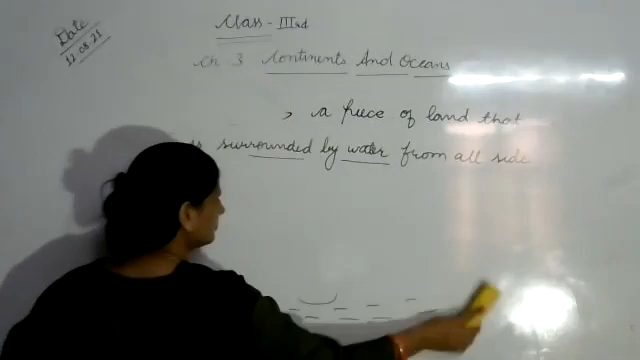 Date
12.08.21
Class - IIIrd
Ch 3 Continents And Oceans
, a piece of land that
is surrounded by water from all side